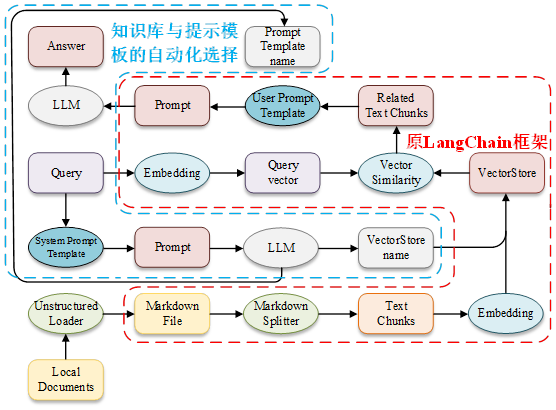 知识库与提示模
板的自动化选择
Prompt
Template
name
Answer
LLM
Prompt
User Prompt
Template
Related
Text Chunks
原LangChain框架
Query
Embedding
Query
vector
Vector
Similarity
VectorStore
System Prompt
Template
Prompt
LLM
VectorStore
name
Unstructured
Loader
Markdown
File
Markdown
Splitter
Text
Chunks
Embedding
Local
Documents